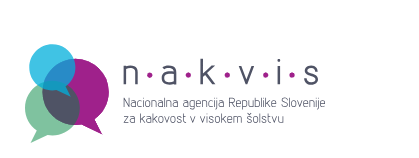 n·a·k·v·i·s
Nacionalna agencija Republike Slovenije
za kakovost v visokem šolstvu